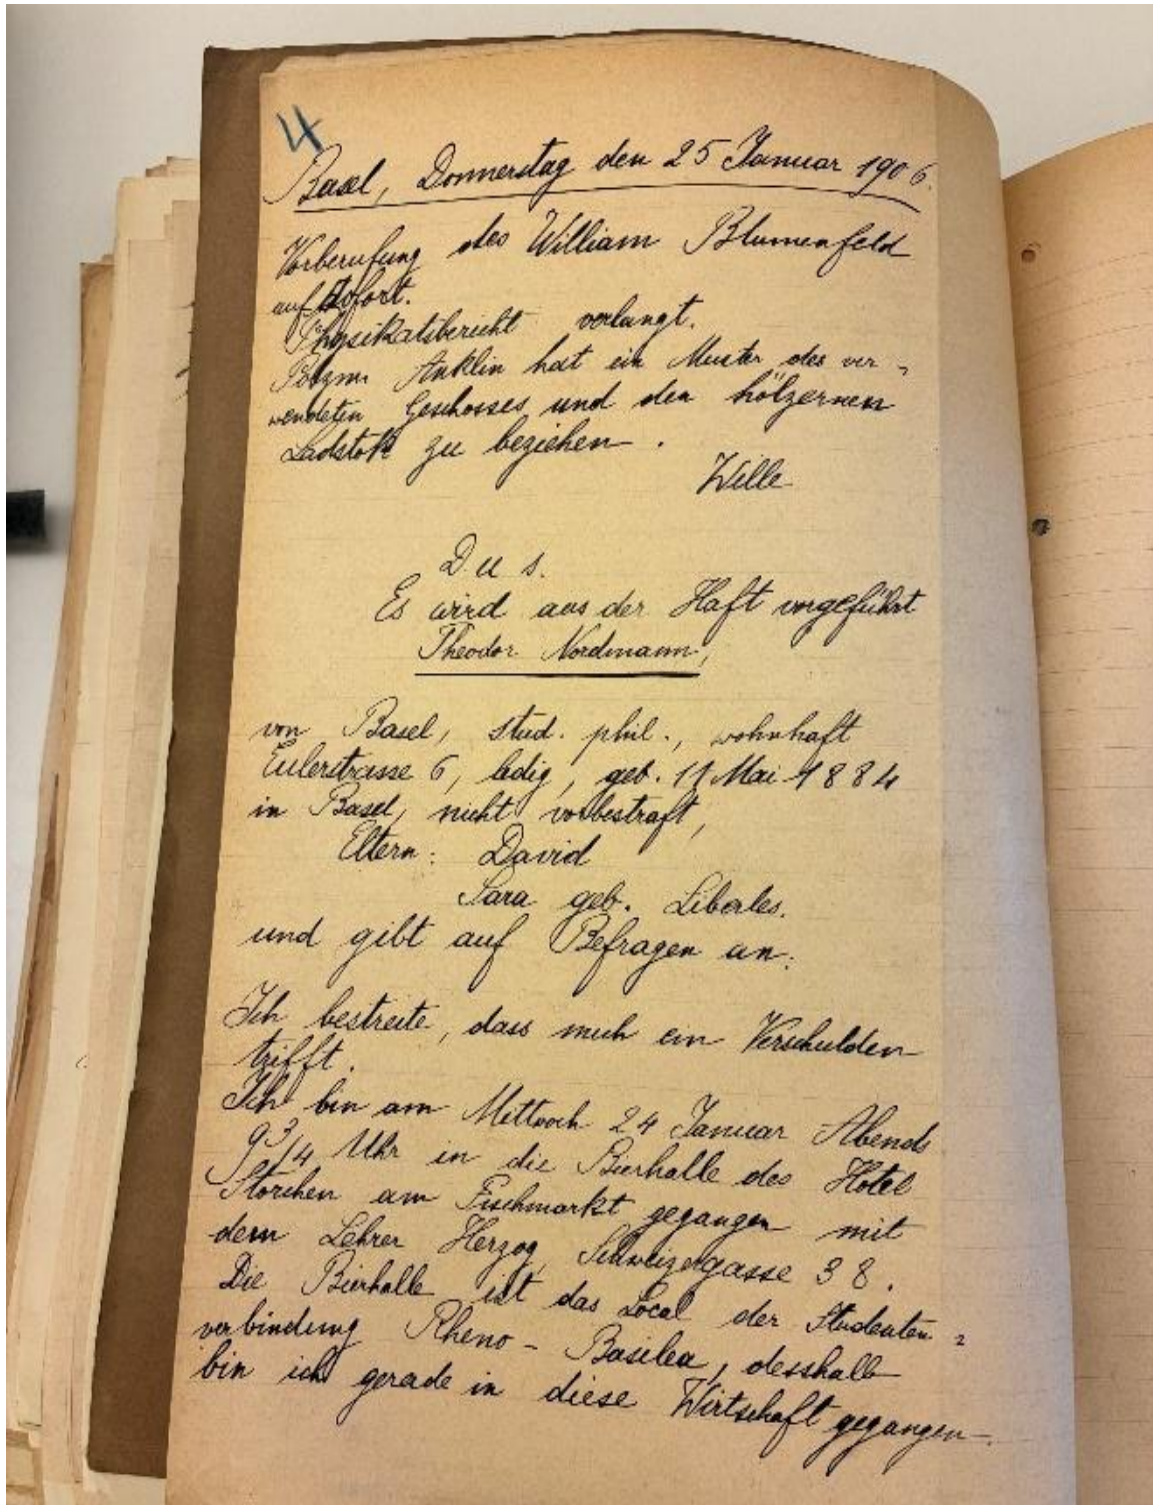 4
Basel, Donnerstag den 25 Januar 1906.
Vorberufung des William Blumenfeld
auf sofort.
Physikatsbericht verlangt.
Polzm. Anklin hat ein Muster des ver=
wendeten Geschosses und den hölzernen
Ladstok zu beziehen.
Wille
D. u. s.
Es wird aus der Haft vorgeführt
Theodor Nordmann,
von Basel, stud. phil., wohnhaft
Eulerstrasse 6, ledig, geb. 11 Mai 1884
in Basel, nicht vorbestraft,
Eltern: David
Sara geb. Liberles.
und gibt auf Befragen an:
Ich bestreite, dass mich ein Verschulden
trifft.
Ich bin am Mittwoch 24 Januar Abends
9 3/4 Uhr in die Bierhalle des Hotel
Storchen am Fischmarkt gegangen mit
dem Lehrer Herzog, Schweizergasse 38.
Die Bierhalle ist das Local der Studenten=
verbindung Rheno-Basilea, desshalb
bin ich gerade in diese Wirtschaft gegangen.